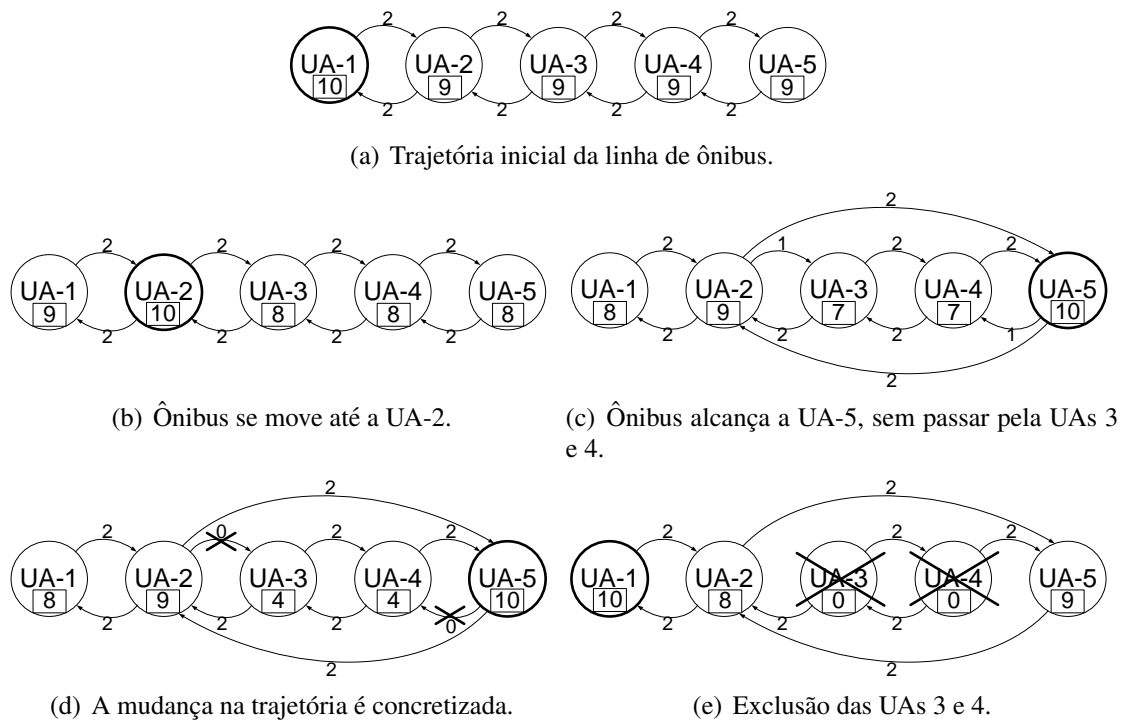 2 2 2 2
UA-1 UA-2 UA-3 UA-4 UA-5
10 9 9 9 9
2 2 2 2
(a) Trajetória inicial da linha de ônibus.
2 2 2 2
UA-1 UA-2 UA-3 UA-4 UA-5
9 10 8 8 8
2 2 2 2
(b) Ônibus se move até a UA-2.
2
2 1 2 2
UA-1 UA-2 UA-3 UA-4 UA-5
8 9 7 7 10
2 2 2 1
2
(c) Ônibus alcança a UA-5, sem passar pela UAs 3
e 4.
2
2 0 2 2
UA-1 UA-2 UA-3 UA-4 UA-5
8 9 4 4 10
2 2 2 0
2
(d) A mudança na trajetória é concretizada.
2
2 2 2 2
UA-1 UA-2 UA-3 UA-4 UA-5
10 8 0 0 9
2 2 2 2
2
(e) Exclusão das UAs 3 e 4.